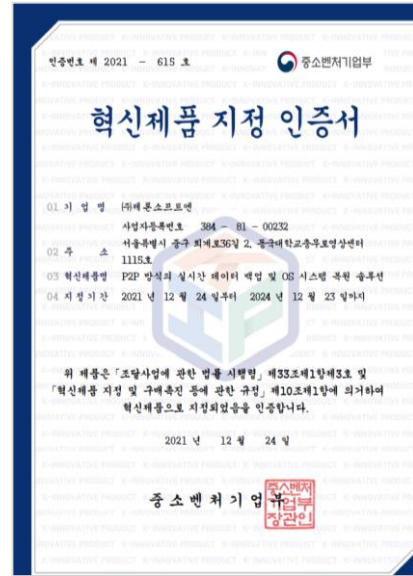 인증번호 제 2021 - 615 호
중소벤처기업부
혁신제품 지정 인증서
01 기 업 명 (주)테론소프트앤
사업자등록번호 384 - 81 - 00232
02 주 소 서울특별시 중구 퇴계로36길 2, 동국대학교충무로영상센터
1115호
03 혁신제품명 P2P 방식의 실시간 데이터 백업 및 OS 시스템 복원 솔루션
04 지정기간 2021 년 12 월 24 일부터 2024 년 12 월 23 일까지
위 제품은 「조달사업에 관한 법률 시행령」 제33조제1항제3호 및
「혁신제품 지정 및 구매촉진 등에 관한 규정」 제10조제1항에 의거하여
혁신제품으로 지정되었음을 인증합니다.
2021 년 12 월 24 일
중소벤처기업부
중소벤처
기업부
장관인